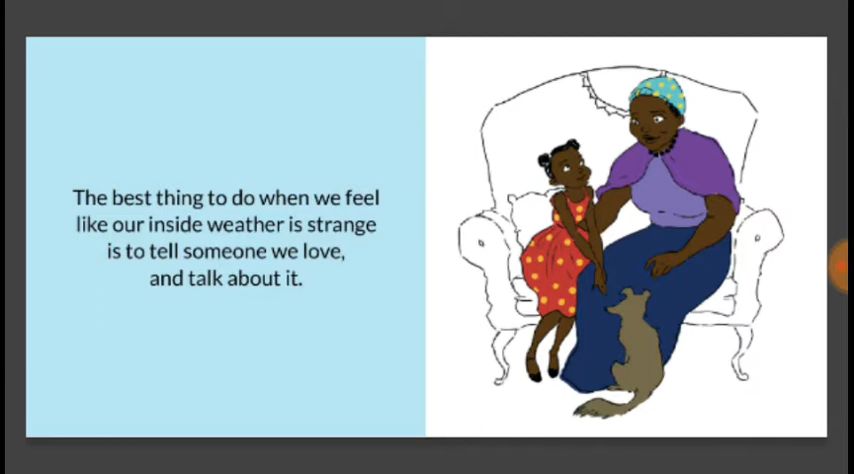 The best thing to do when we feel
like our inside weather is strange
is to tell someone we love,
and talk about it.